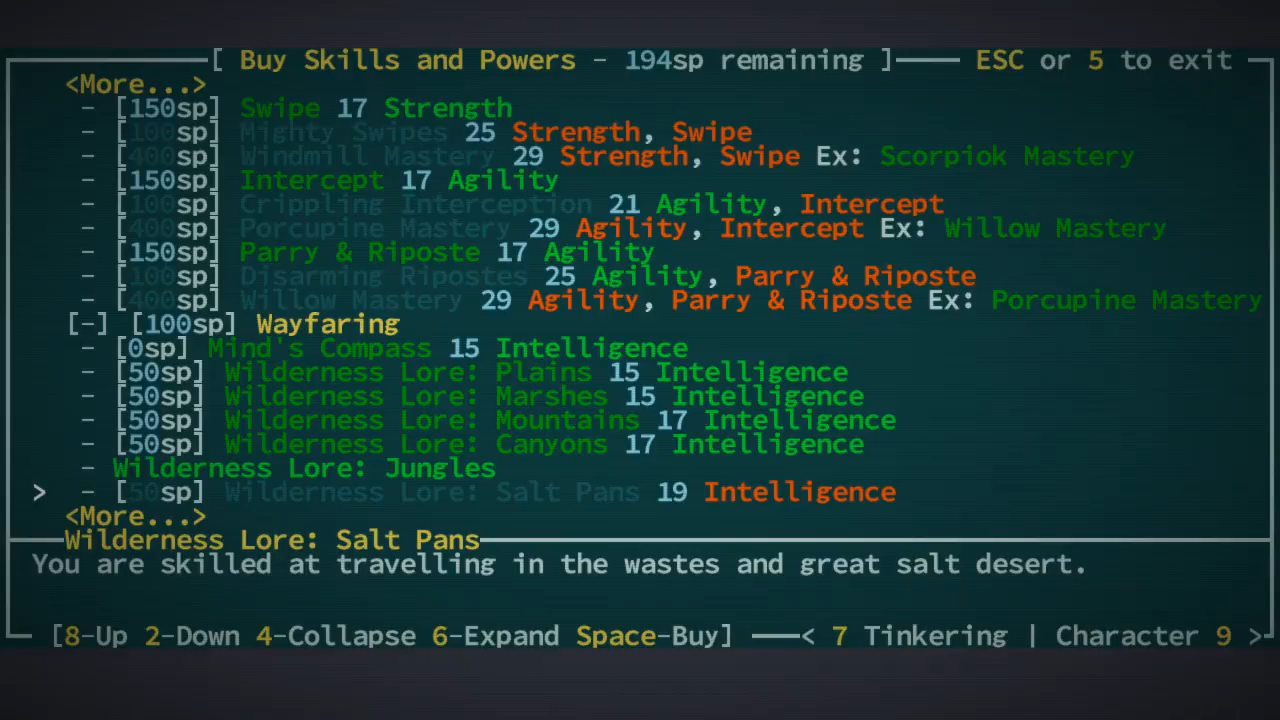 [ Buy Skills and Powers - 194sp remaining ] ESC or 5 to exit
<More...>
- [150sp] Swipe 17 Strength
- [100sp] Mighty Swipes 25 Strength, Swipe
- [400sp] Windmill Mastery 29 Strength, Swipe Ex: Scorpiok Mastery
- [150sp] Intercept 17 Agility
- [100sp] Crippling Interception 21 Agility, Intercept
- [400sp] Porcupine Mastery 29 Agility, Intercept Ex: Willow Mastery
- [150sp] Parry & Riposte 17 Agility
- [100sp] Disarming Ripostes 25 Agility, Parry & Riposte
- [400sp] Willow Mastery 29 Agility, Parry & Riposte Ex: Porcupine Mastery
[-] [100sp] Wayfaring
- [0sp] Mind's Compass 15 Intelligence
- [50sp] Wilderness Lore: Plains 15 Intelligence
- [50sp] Wilderness Lore: Marshes 15 Intelligence
- [50sp] Wilderness Lore: Mountains 17 Intelligence
- [50sp] Wilderness Lore: Canyons 17 Intelligence
- Wilderness Lore: Jungles
> - [50sp] Wilderness Lore: Salt Pans 19 Intelligence
<More...>
Wilderness Lore: Salt Pans
You are skilled at travelling in the wastes and great salt desert.
[8-Up 2-Down 4-Collapse 6-Expand Space-Buy] < 7 Tinkering | Character 9 >